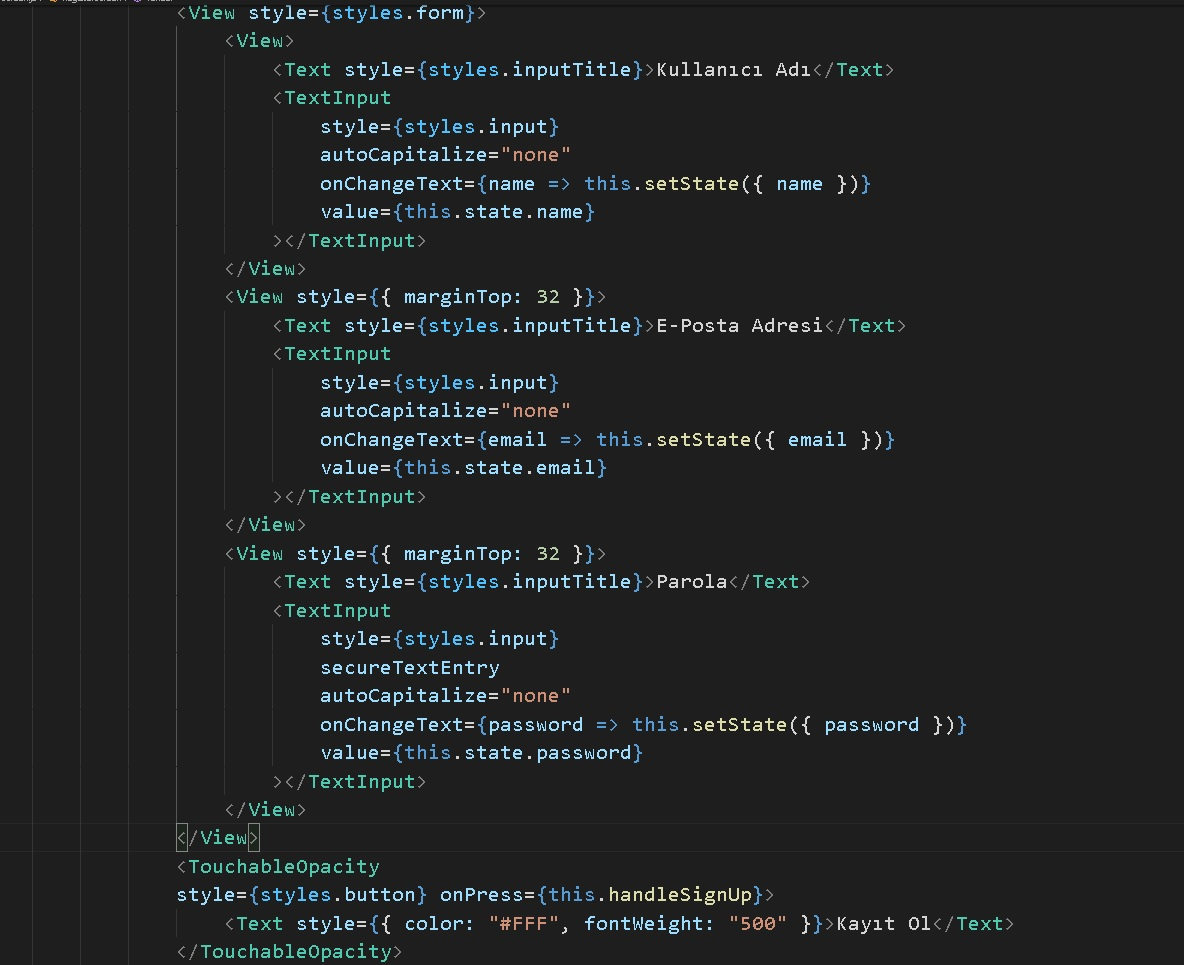 <View style={styles.form}>
<View>
<Text style={styles.inputTitle}>Kullanıcı Adı</Text>
<TextInput
style={styles.input}
autoCapitalize="none"
onChangeText={name => this.setState({ name })}
value={this.state.name}
></TextInput>
</View>
<View style={{ marginTop: 32 }}>
<Text style={styles.inputTitle}>E-Posta Adresi</Text>
<TextInput
style={styles.input}
autoCapitalize="none"
onChangeText={email => this.setState({ email })}
value={this.state.email}
></TextInput>
</View>
<View style={{ marginTop: 32 }}>
<Text style={styles.inputTitle}>Parola</Text>
<TextInput
style={styles.input}
secureTextEntry
autoCapitalize="none"
onChangeText={password => this.setState({ password })}
value={this.state.password}
></TextInput>
</View>
</View>
<TouchableOpacity
style={styles.button} onPress={this.handleSignUp}>
<Text style={{ color: "#FFF", fontWeight: "500" }}>Kayıt Ol</Text>
</TouchableOpacity>